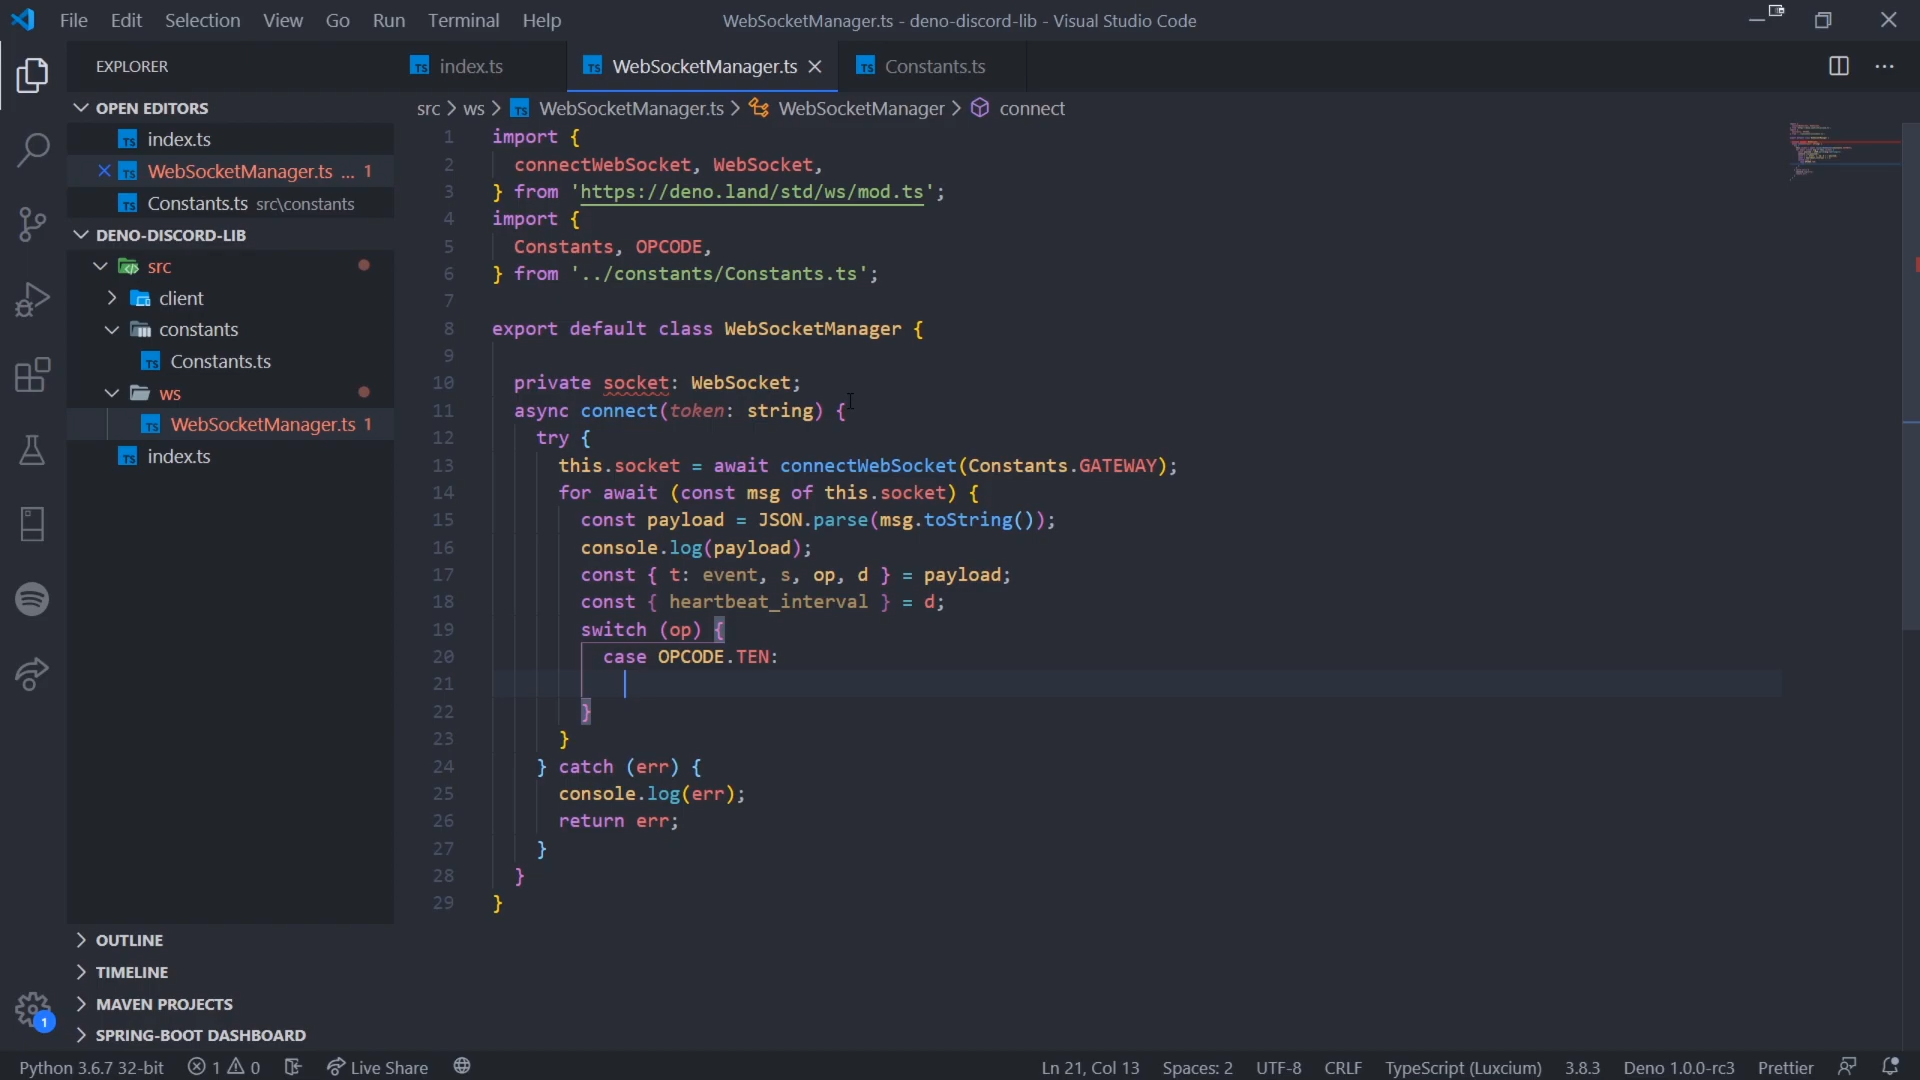 File Edit Selection View Go Run Terminal Help
WebSocketManager.ts - deno-discord-lib - Visual Studio Code
EXPLORER
index.ts
WebSocketManager.ts
Constants.ts
OPEN EDITORS
index.ts
WebSocketManager.ts ... 1
Constants.ts src\constants
DENO-DISCORD-LIB
src
client
constants
Constants.ts
ws
WebSocketManager.ts 1
index.ts
OUTLINE
TIMELINE
MAVEN PROJECTS
SPRING-BOOT DASHBOARD
src > ws > WebSocketManager.ts > WebSocketManager > connect
1 import {
2 connectWebSocket, WebSocket,
3 } from 'https://deno.land/std/ws/mod.ts';
4 import {
5 Constants, OPCODE,
6 } from '../constants/Constants.ts';
7
8 export default class WebSocketManager {
9
10 private socket: WebSocket;
11 async connect(token: string) {
12 try {
13 this.socket = await connectWebSocket(Constants.GATEWAY);
14 for await (const msg of this.socket) {
15 const payload = JSON.parse(msg.toString());
16 console.log(payload);
17 const { t: event, s, op, d } = payload;
18 const { heartbeat_interval } = d;
19 switch (op) {
20 case OPCODE.TEN:
21
22 }
23 }
24 } catch (err) {
25 console.log(err);
26 return err;
27 }
28 }
29 }
1
Python 3.6.7 32-bit 1 0 Live Share Ln 21, Col 13 Spaces: 2 UTF-8 CRLF TypeScript (Luxcium) 3.8.3 Deno 1.0.0-rc3 Prettier